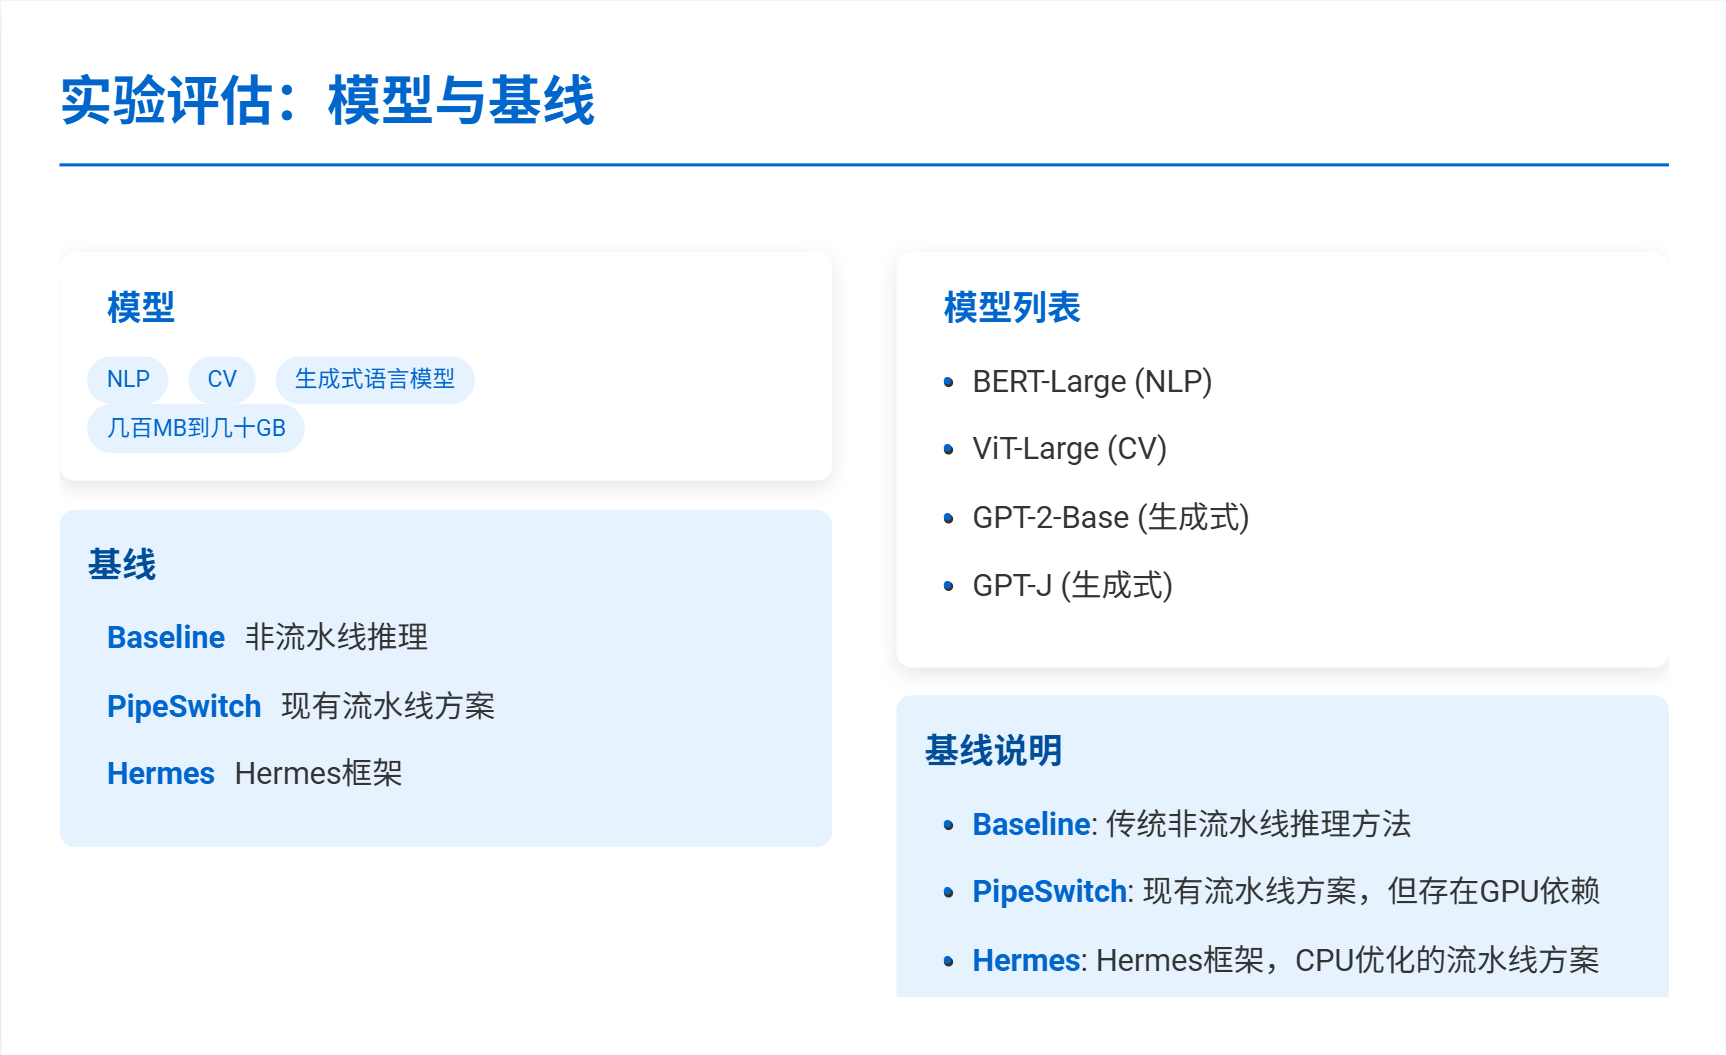 实验评估：模型与基线
模型
NLP
CV
生成式语言模型
几百MB到几十GB
基线
Baseline 非流水线推理
PipeSwitch 现有流水线方案
Hermes Hermes框架
模型列表
• BERT-Large (NLP)
• ViT-Large (CV)
• GPT-2-Base (生成式)
• GPT-J (生成式)
基线说明
• Baseline: 传统非流水线推理方法
• PipeSwitch: 现有流水线方案，但存在GPU依赖
• Hermes: Hermes框架，CPU优化的流水线方案